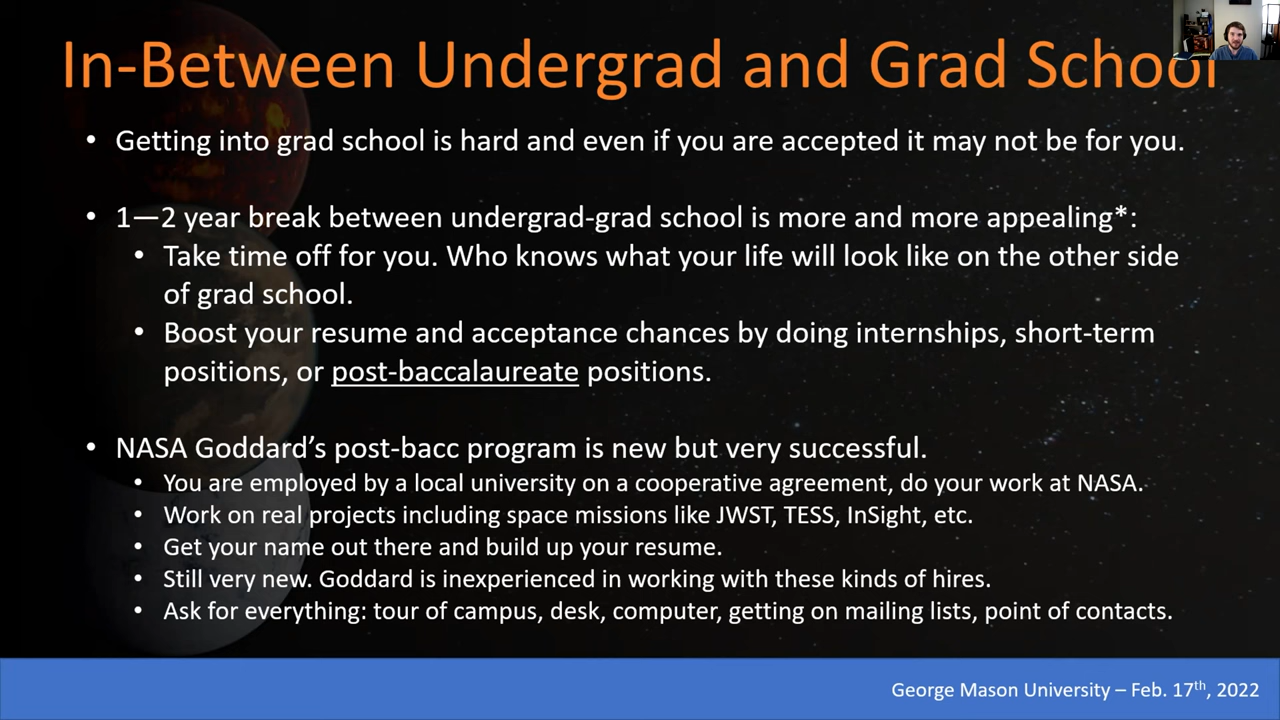 In-Between Undergrad and Grad School
• Getting into grad school is hard and even if you are accepted it may not be for you.
• 1—2 year break between undergrad-grad school is more and more appealing*:
• Take time off for you. Who knows what your life will look like on the other side
of grad school.
• Boost your resume and acceptance chances by doing internships, short-term
positions, or post-baccalaureate positions.
• NASA Goddard’s post-bacc program is new but very successful.
• You are employed by a local university on a cooperative agreement, do your work at NASA.
• Work on real projects including space missions like JWST, TESS, InSight, etc.
• Get your name out there and build up your resume.
• Still very new. Goddard is inexperienced in working with these kinds of hires.
• Ask for everything: tour of campus, desk, computer, getting on mailing lists, point of contacts.
George Mason University – Feb. 17th, 2022